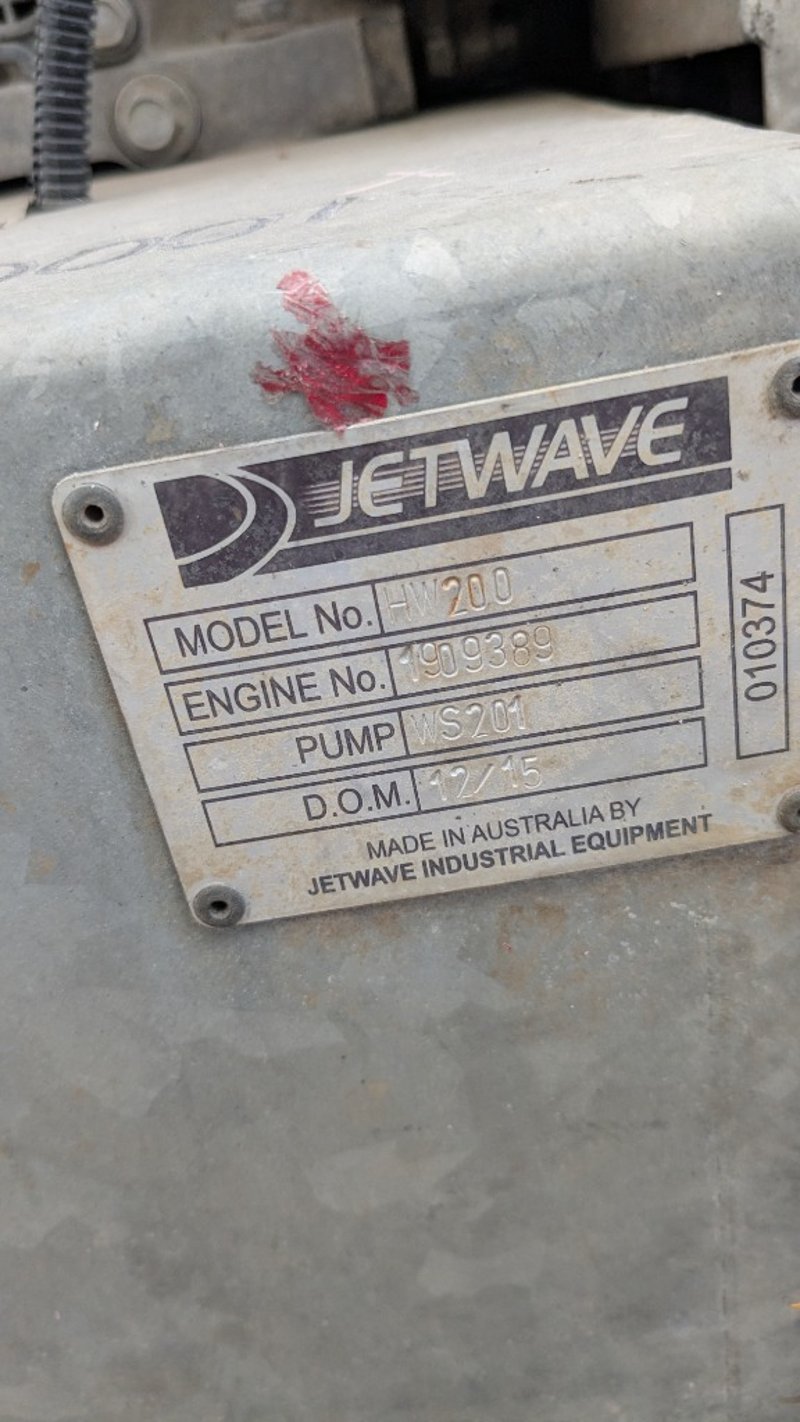 JETWAVE
MODEL No. HW200
ENGINE No. 1909389
PUMP WS201
D.O.M. 12/15
010374
MADE IN AUSTRALIA BY
JETWAVE INDUSTRIAL EQUIPMENT